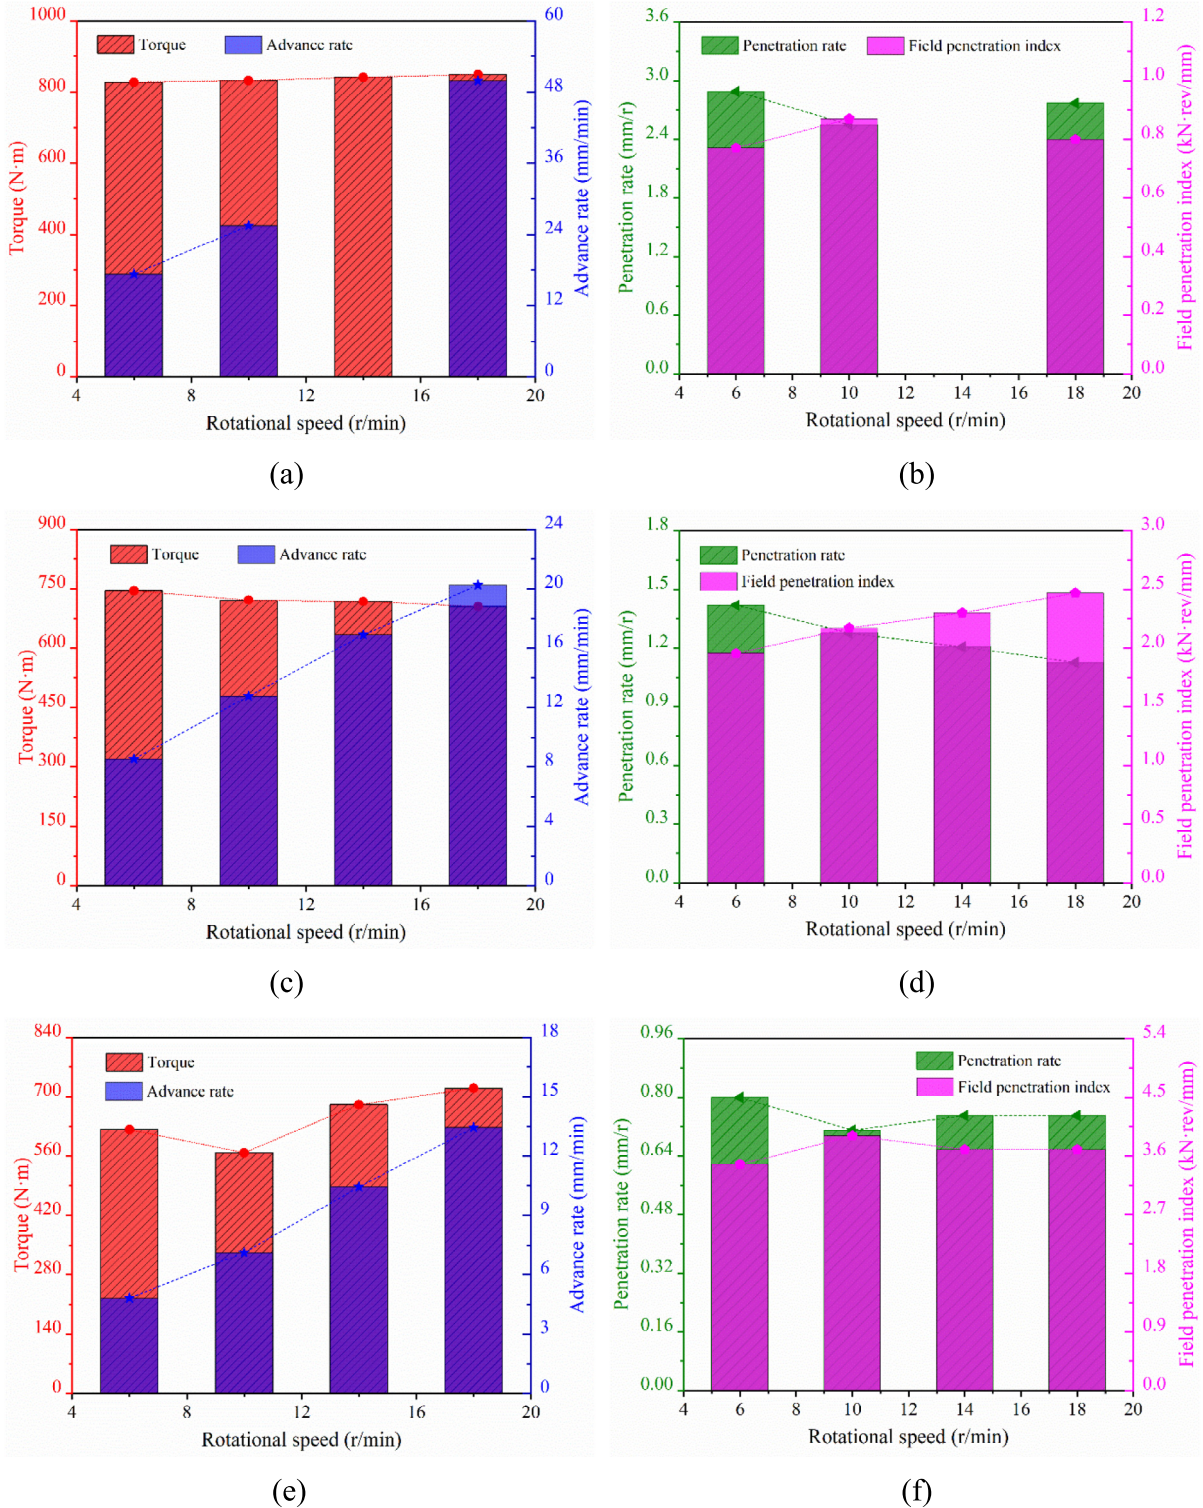 Torque Advance rate
Torque (N·m)
1000
800
600
400
200
0
60
48
36
24
12
0
Advance rate (mm/min)
4 8 12 16 20
Rotational speed (r/min)
(a)
Penetration rate Field penetration index
Penetration rate (mm/r)
3.6
3.0
2.4
1.8
1.2
0.6
0.0
1.2
1.0
0.8
0.6
0.4
0.2
0.0
Field penetration index (kN·rev/mm)
4 6 8 10 12 14 16 18 20
Rotational speed (r/min)
(b)
Torque Advance rate
Torque (N·m)
900
750
600
450
300
150
0
24
20
16
12
8
4
0
Advance rate (mm/min)
4 8 12 16 20
Rotational speed (r/min)
(c)
Penetration rate
Field penetration index
Penetration rate (mm/r)
1.8
1.5
1.2
0.9
0.6
0.3
0.0
3.0
2.5
2.0
1.5
1.0
0.5
0.0
Field penetration index (kN·rev/mm)
4 6 8 10 12 14 16 18 20
Rotational speed (r/min)
(d)
Torque
Advance rate
Torque (N·m)
840
700
560
420
280
140
0
18
15
12
9
6
3
0
Advance rate (mm/min)
4 8 12 16 20
Rotational speed (r/min)
(e)
Penetration rate
Field penetration index
Penetration rate (mm/r)
0.96
0.80
0.64
0.48
0.32
0.16
0.00
5.4
4.5
3.6
2.7
1.8
0.9
0.0
Field penetration index (kN·rev/mm)
4 6 8 10 12 14 16 18 20
Rotational speed (r/min)
(f)